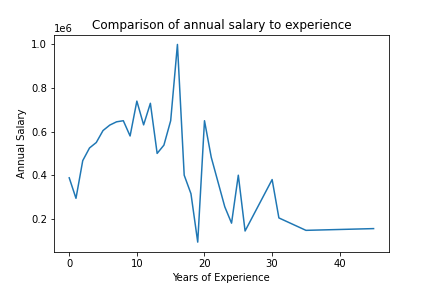 Comparison of annual salary to experience
1e6
1.0
0.8
0.6
0.4
0.2
Annual Salary
0 10 20 30 40
Years of Experience